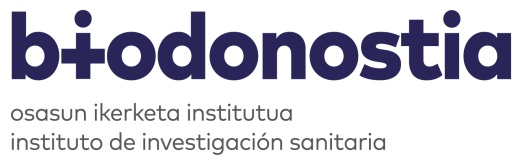 biodonostia
osasun ikerketa institutua
instituto de investigación sanitaria